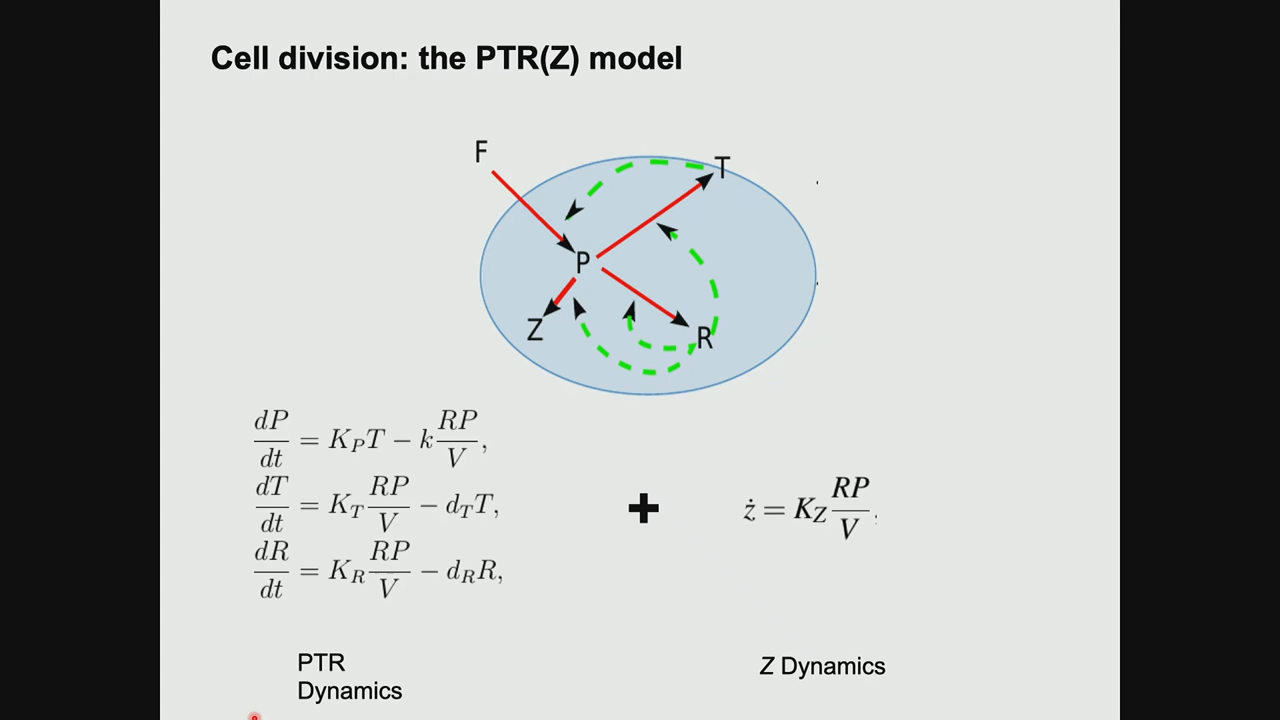 Cell division: the PTR(Z) model
F
T
P
Z
R
dP/dt = K_P T − k RP/V,
dT/dt = K_T RP/V − d_T T,
dR/dt = K_R RP/V − d_R R,
+
ż = K_Z RP/V
PTR
Dynamics
Z Dynamics